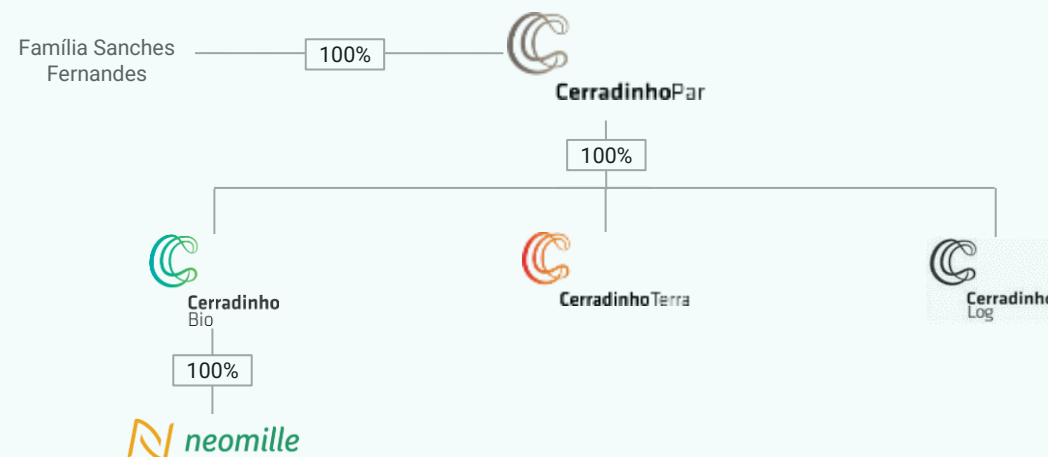 Família Sanches
Fernandes
100%
CerradinhoPar
100%
Cerradinho
Bio
CerradinhoTerra
Cerradinho
Log
100%
neomille